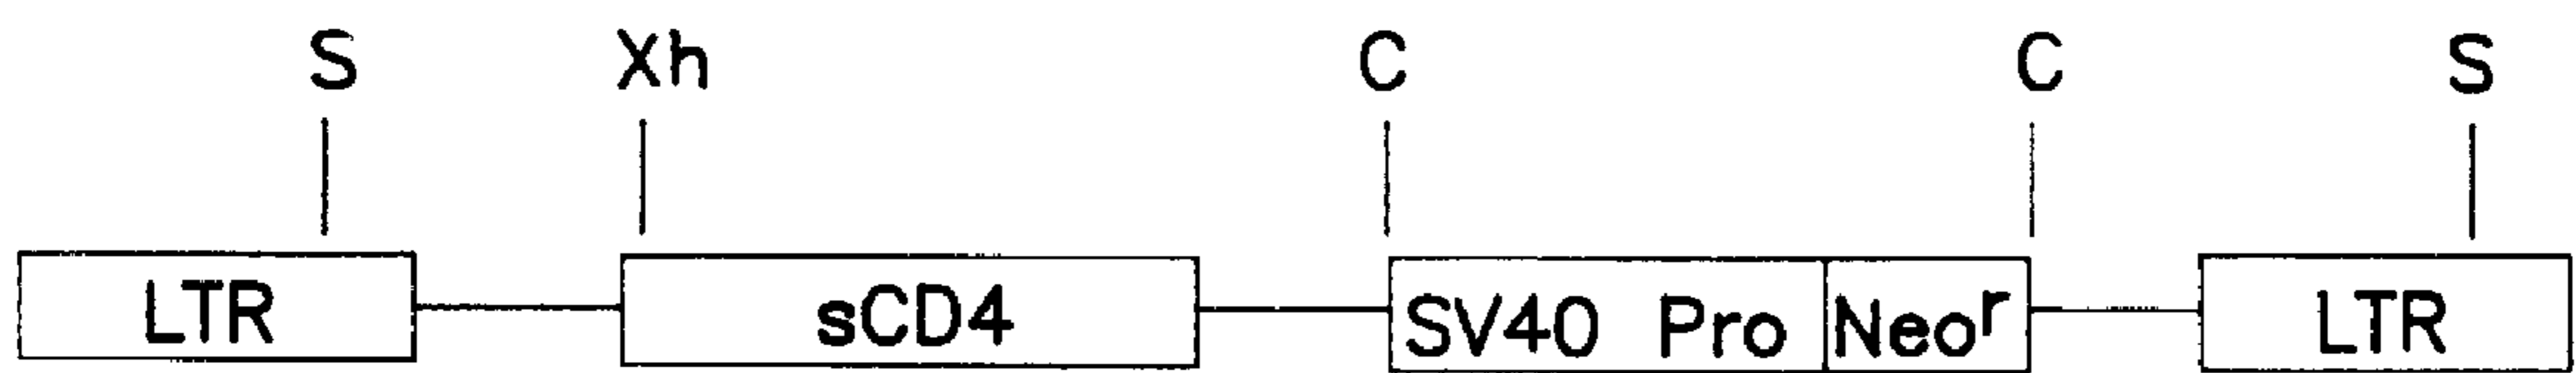 S Xh C C S
LTR sCD4 SV40 Pro Neoʳ LTR